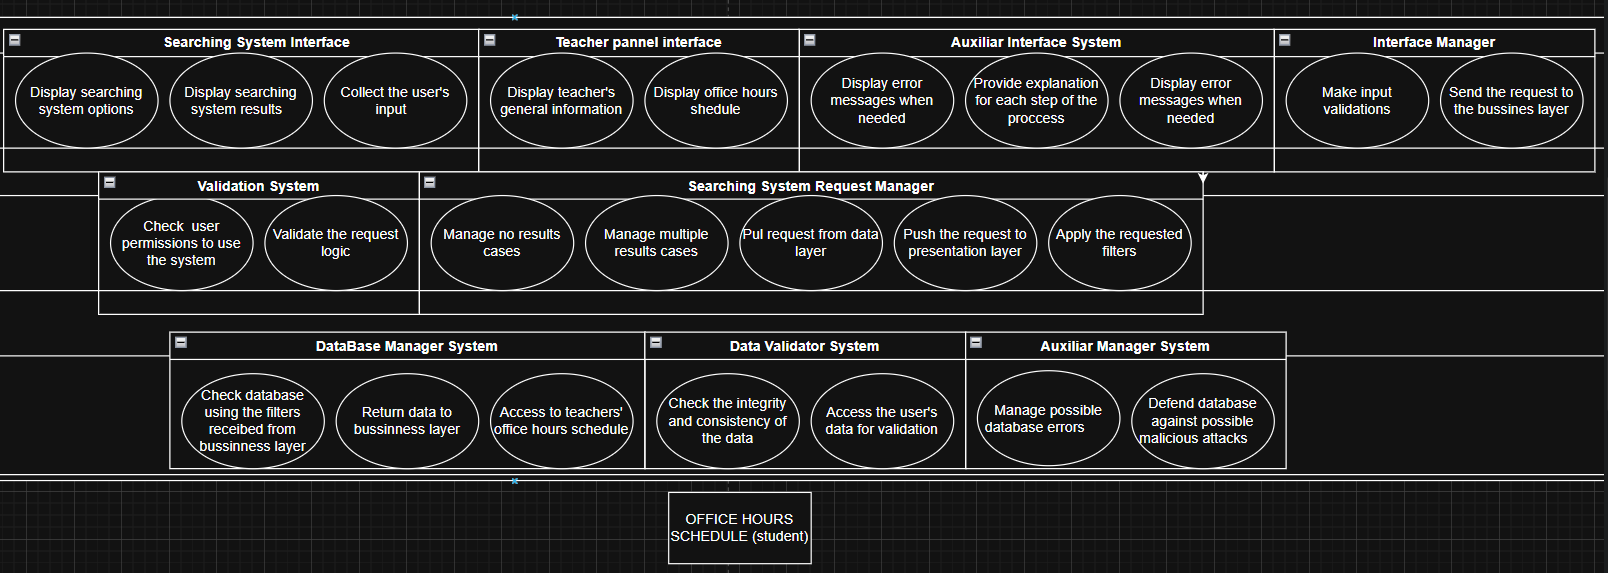 Searching System Interface
Teacher pannel interface
Auxiliar Interface System
Interface Manager
Display searching
system options
Display searching
system results
Collect the user's
input
Display teacher's
general information
Display office hours
shedule
Display error
messages when
needed
Provide explanation
for each step of the
proccess
Display error
messages when
needed
Make input
validations
Send the request to
the bussines layer
Validation System
Searching System Request Manager
Check user
permissions to use
the system
Validate the request
logic
Manage no results
cases
Manage multiple
results cases
Pul request from data
layer
Push the request to
presentation layer
Apply the requested
filters
DataBase Manager System
Data Validator System
Auxiliar Manager System
Check database
using the filters
receibed from
bussinness layer
Return data to
bussinness layer
Access to teachers'
office hours schedule
Check the integrity
and consistency of
the data
Access the user's
data for validation
Manage possible
database errors
Defend database
against possible
malicious attacks
OFFICE HOURS
SCHEDULE (student)